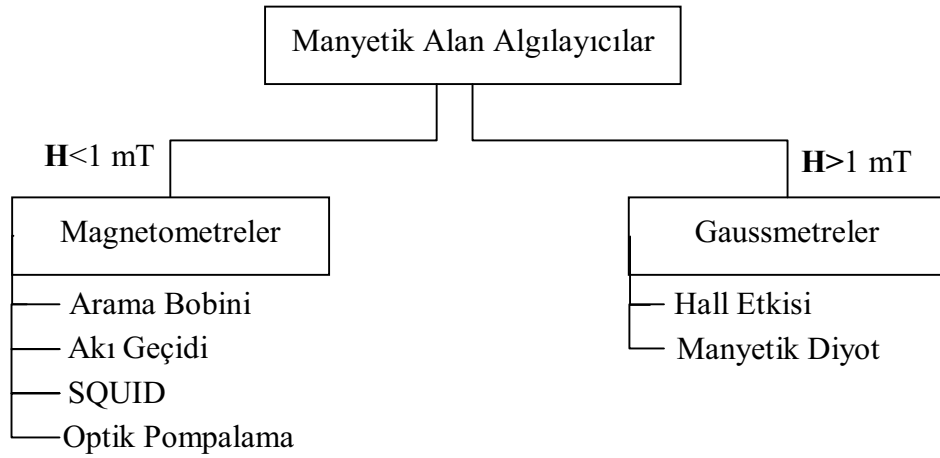 Manyetik Alan Algılayıcılar
H<1 mT
H>1 mT
Magnetometreler
Gaussmetreler
Arama Bobini
Akı Geçidi
SQUID
Optik Pompalama
Hall Etkisi
Manyetik Diyot